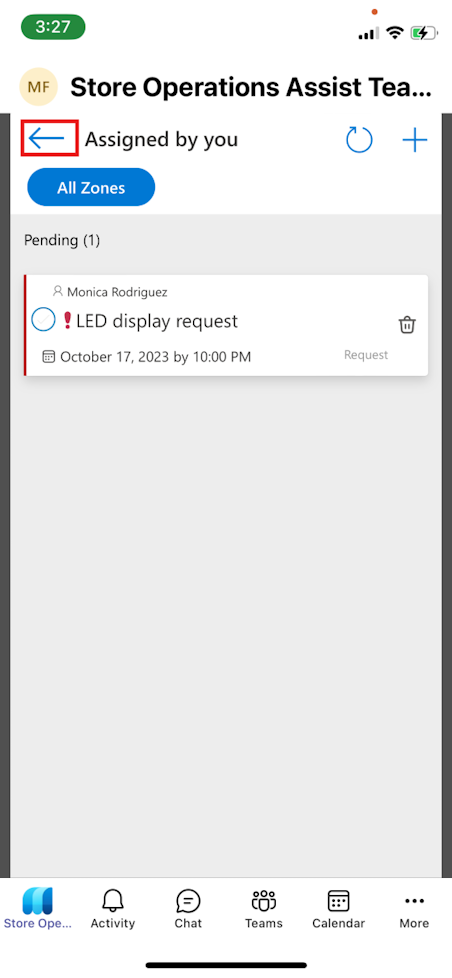 3:27
MF Store Operations Assist Tea...
Assigned by you
All Zones
Pending (1)
Monica Rodriguez
❗LED display request
October 17, 2023 by 10:00 PM Request
Store Ope... Activity Chat Teams Calendar More